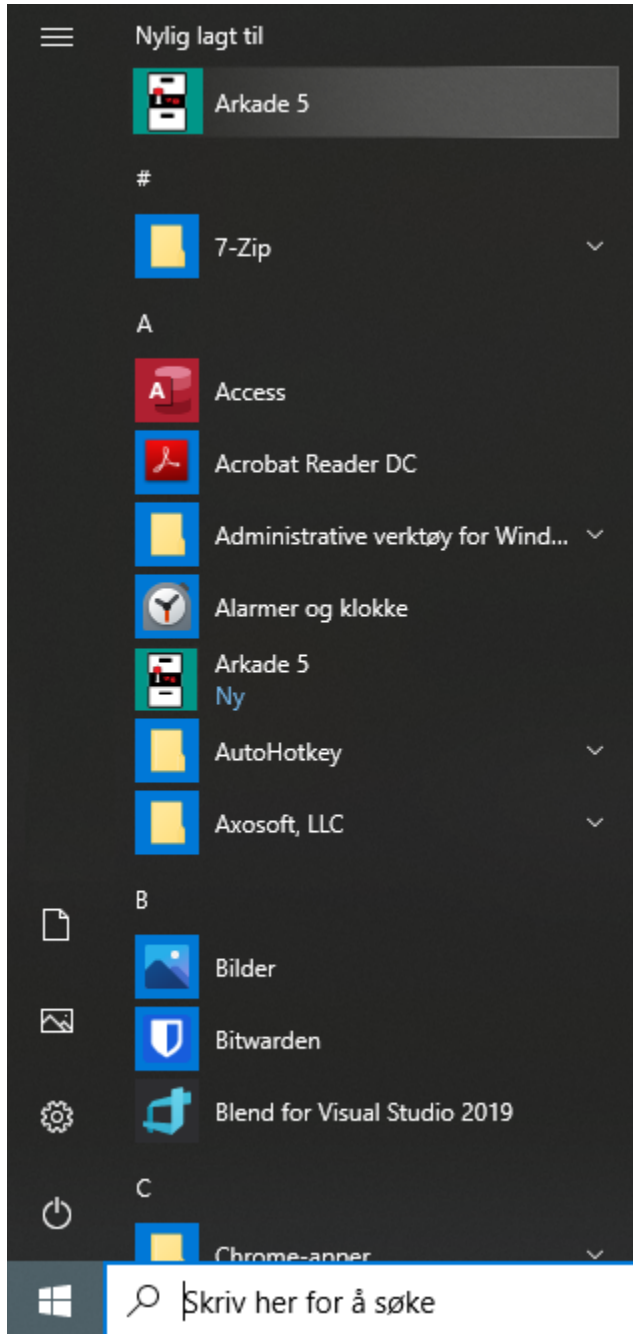 Nylig lagt til
Arkade 5
#
7-Zip
A
Access
Acrobat Reader DC
Administrative verktøy for Wind...
Alarmer og klokke
Arkade 5
Ny
AutoHotkey
Axosoft, LLC
B
Bilder
Bitwarden
Blend for Visual Studio 2019
C
Chrome-apper
Skriv her for å søke